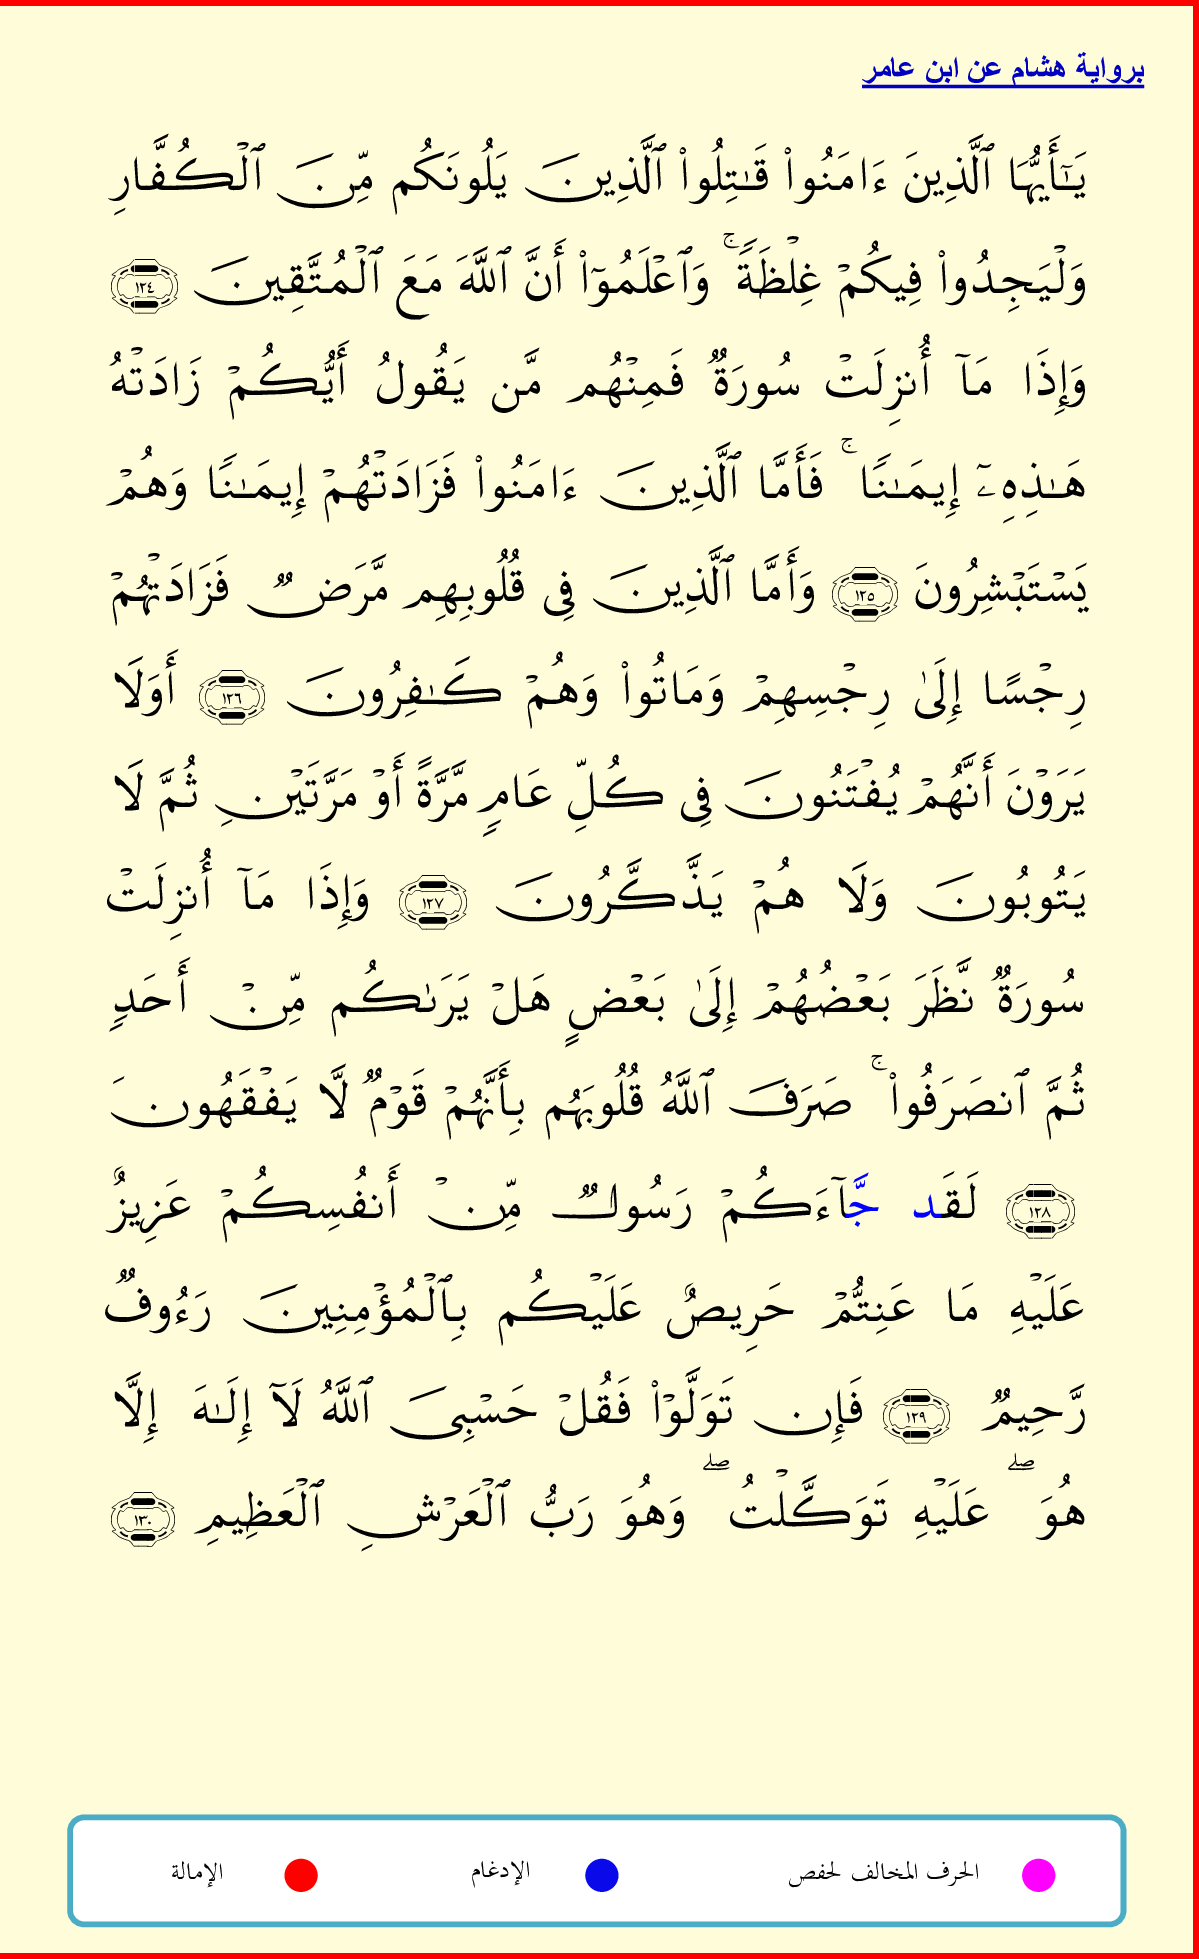 برواية هشام عن ابن عامر
يَـٰٓأَيُّهَا ٱلَّذِينَ ءَامَنُوا۟ قَـٰتِلُوا۟ ٱلَّذِينَ يَلُونَكُم مِّنَ ٱلْكُفَّارِ
وَلْيَجِدُوا۟ فِيكُمْ غِلْظَةًۚ وَٱعْلَمُوٓا۟ أَنَّ ٱللَّهَ مَعَ ٱلْمُتَّقِينَ ١٢٤
وَإِذَا مَآ أُنزِلَتْ سُورَةٌ فَمِنْهُم مَّن يَقُولُ أَيُّكُمْ زَادَتْهُ
هَـٰذِهِۦٓ إِيمَـٰنًاۚ فَأَمَّا ٱلَّذِينَ ءَامَنُوا۟ فَزَادَتْهُمْ إِيمَـٰنًا وَهُمْ
يَسْتَبْشِرُونَ ١٢٥ وَأَمَّا ٱلَّذِينَ فِى قُلُوبِهِم مَّرَضٌ فَزَادَتْهُمْ
رِجْسًا إِلَىٰ رِجْسِهِمْ وَمَاتُوا۟ وَهُمْ كَـٰفِرُونَ ١٢٦ أَوَلَا
يَرَوْنَ أَنَّهُمْ يُفْتَنُونَ فِى كُلِّ عَامٍ مَّرَّةً أَوْ مَرَّتَيْنِ ثُمَّ لَا
يَتُوبُونَ وَلَا هُمْ يَذَّكَّرُونَ ١٢٧ وَإِذَا مَآ أُنزِلَتْ
سُورَةٌ نَّظَرَ بَعْضُهُمْ إِلَىٰ بَعْضٍ هَلْ يَرَىٰكُم مِّنْ أَحَدٍ
ثُمَّ ٱنصَرَفُوا۟ۚ صَرَفَ ٱللَّهُ قُلُوبَهُم بِأَنَّهُمْ قَوْمٌ لَّا يَفْقَهُونَ
١٢٨ لَقَد جَّآءَكُمْ رَسُولٌ مِّنْ أَنفُسِكُمْ عَزِيزٌ
عَلَيْهِ مَا عَنِتُّمْ حَرِيصٌ عَلَيْكُم بِٱلْمُؤْمِنِينَ رَءُوفٌ
رَّحِيمٌ ١٢٩ فَإِن تَوَلَّوْا۟ فَقُلْ حَسْبِىَ ٱللَّهُ لَآ إِلَـٰهَ إِلَّا
هُوَۖ عَلَيْهِ تَوَكَّلْتُۖ وَهُوَ رَبُّ ٱلْعَرْشِ ٱلْعَظِيمِ ١٣٠
الحرف المخالف لحفص الإدغام الإمالة